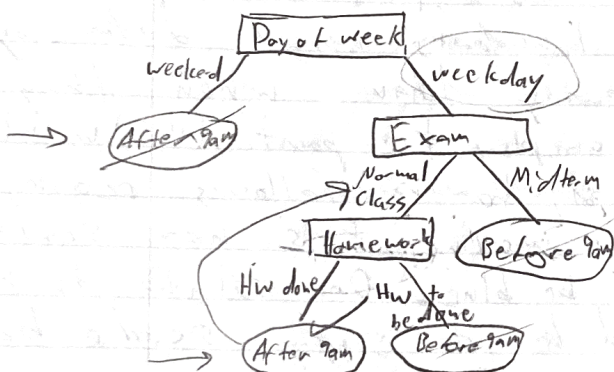 Day of week
weeked
weekday
After 9am
Exam
Normal
Class
Midterm
Homework
Before 9am
HW done
HW to
be done
After 9am
Before 9am